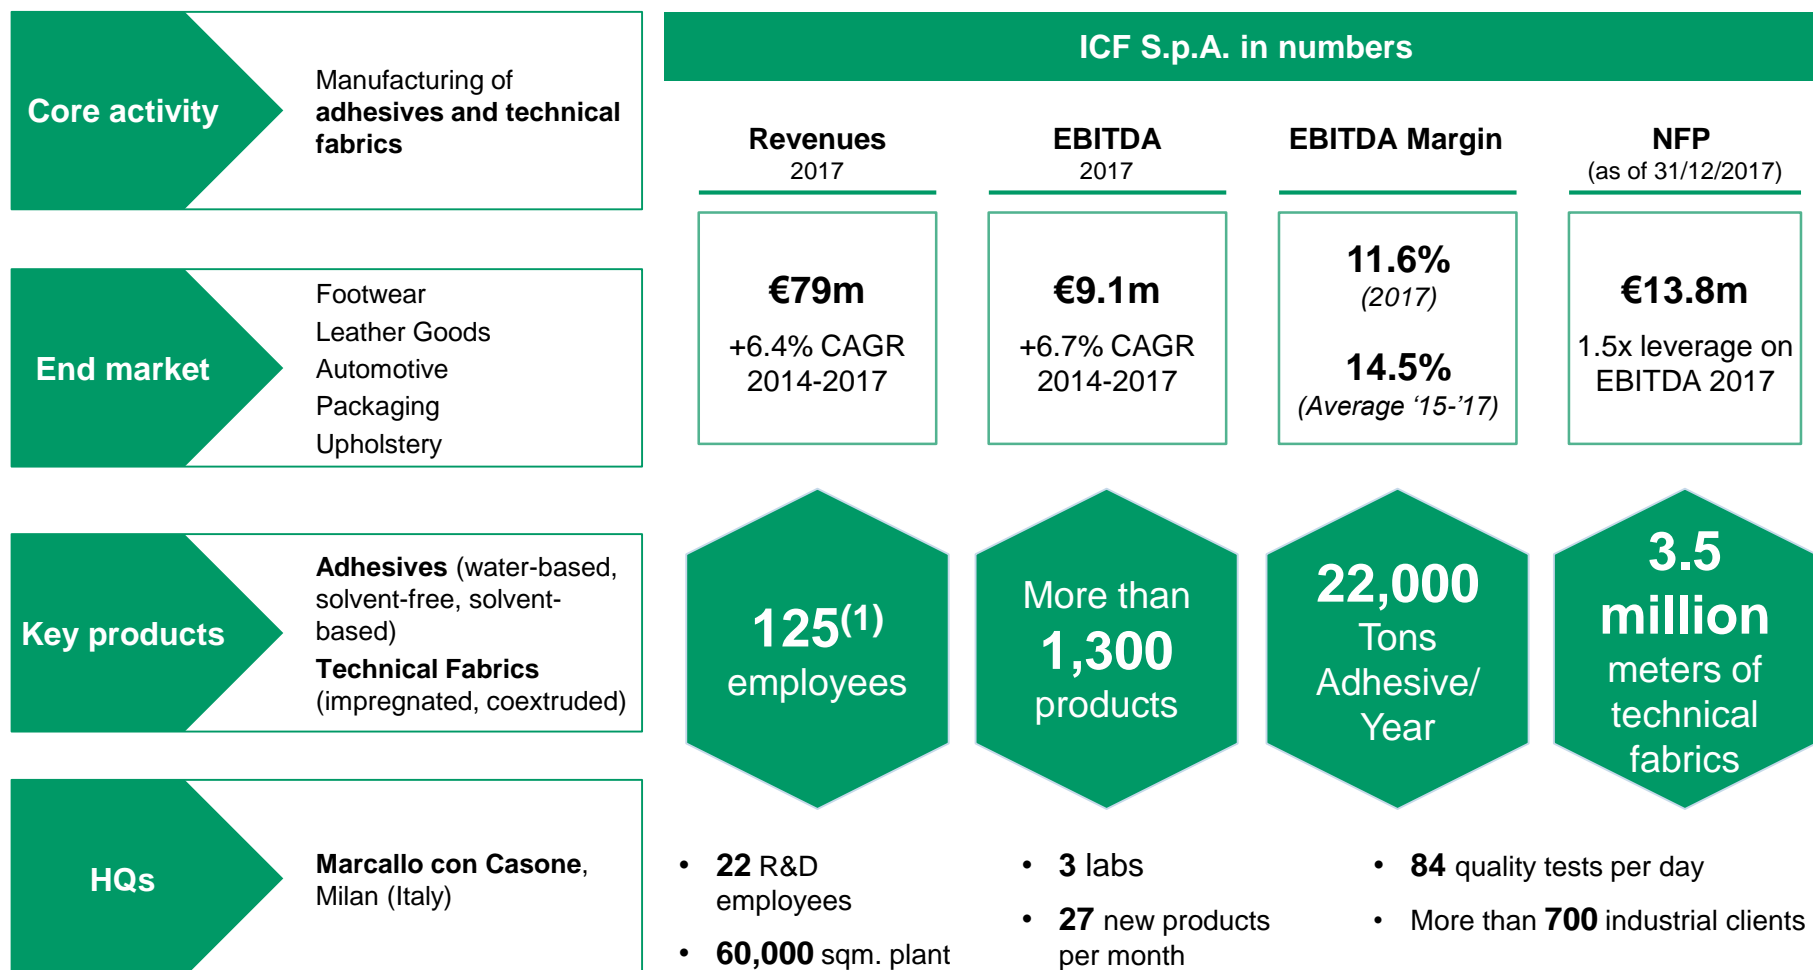 Core activity
Manufacturing of
adhesives and technical
fabrics
End market
Footwear
Leather Goods
Automotive
Packaging
Upholstery
Key products
Adhesives (water-based,
solvent-free, solvent-
based)
Technical Fabrics
(impregnated, coextruded)
HQs
Marcallo con Casone,
Milan (Italy)
ICF S.p.A. in numbers
Revenues
2017
€79m
+6.4% CAGR
2014-2017
EBITDA
2017
€9.1m
+6.7% CAGR
2014-2017
EBITDA Margin
11.6%
(2017)
14.5%
(Average ‘15-’17)
NFP
(as of 31/12/2017)
€13.8m
1.5x leverage on
EBITDA 2017
125(1)
employees
More than
1,300
products
22,000
Tons
Adhesive/
Year
3.5
million
meters of
technical
fabrics
• 22 R&D
employees
• 60,000 sqm. plant
• 3 labs
• 27 new products
per month
• 84 quality tests per day
• More than 700 industrial clients